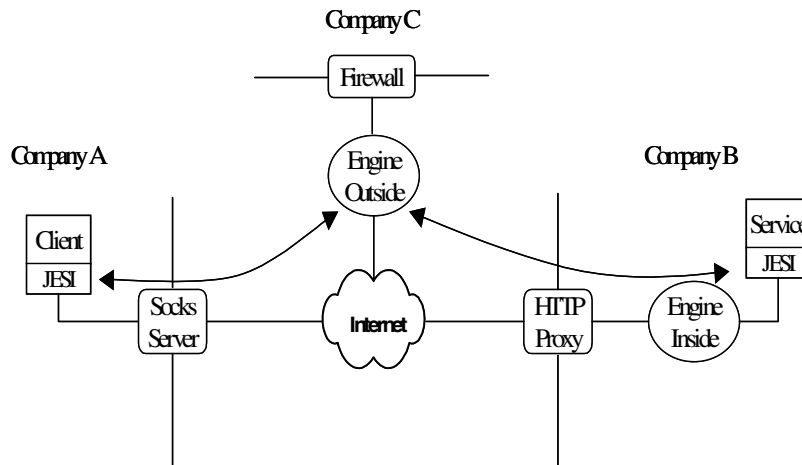 Company C
Firewall
Company A
Engine
Outside
Company B
Client
JESI
Service
JESI
Socks
Server
Internet
HTTP
Proxy
Engine
Inside